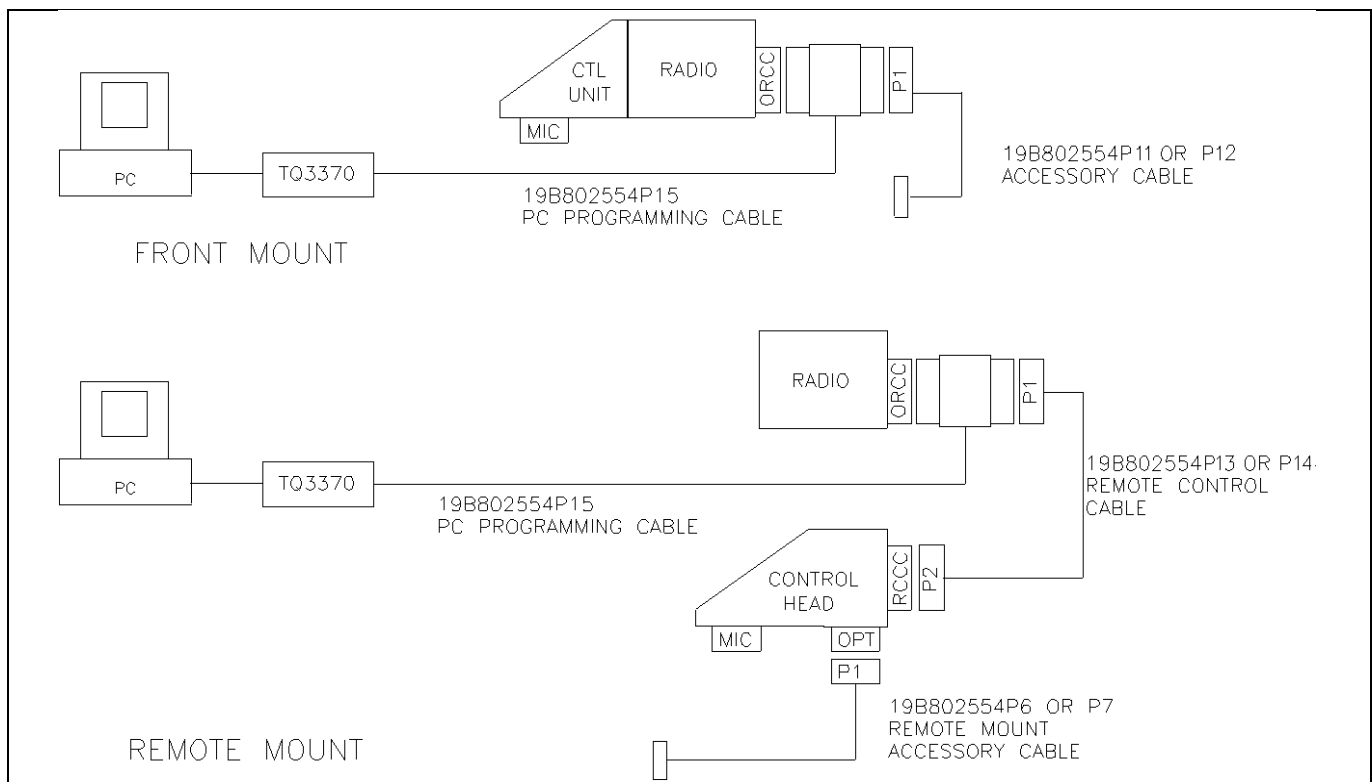 CTL
UNIT
RADIO
ORCC
P1
MIC
PC
TQ3370
19B802554P15
PC PROGRAMMING CABLE
19B802554P11 OR P12
ACCESSORY CABLE
FRONT MOUNT
RADIO
ORCC
P1
PC
TQ3370
19B802554P15
PC PROGRAMMING CABLE
19B802554P13 OR P14
REMOTE CONTROL
CABLE
CONTROL
HEAD
RCCC
P2
MIC
OPT
P1
19B802554P6 OR P7
REMOTE MOUNT
ACCESSORY CABLE
REMOTE MOUNT